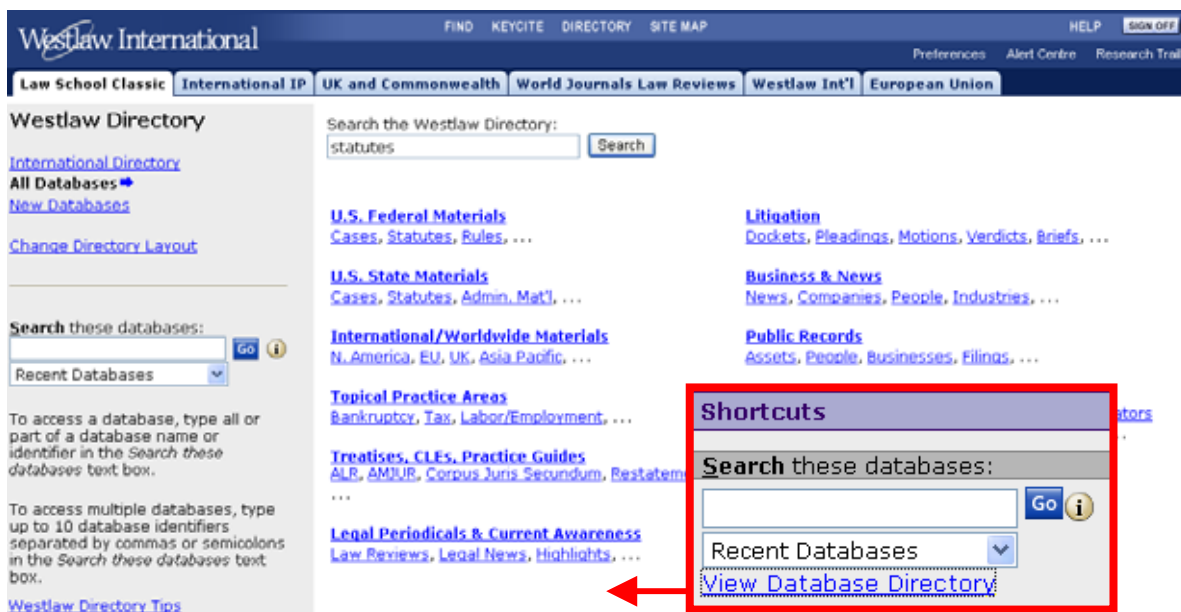 Westlaw International
FIND KEYCITE DIRECTORY SITE MAP
HELP SIGN OFF
Preferences Alert Centre Research Trail
Law School Classic International IP UK and Commonwealth World Journals Law Reviews Westlaw Int'l European Union
Westlaw Directory
International Directory
All Databases
New Databases
Change Directory Layout
Search these databases:
Go i
Recent Databases
To access a database, type all or
part of a database name or
identifier in the Search these
databases text box.
To access multiple databases, type
up to 10 database identifiers
separated by commas or semicolons
in the Search these databases text
box.
Westlaw Directory Tips
Search the Westlaw Directory:
statutes Search
U.S. Federal Materials
Cases, Statutes, Rules, ...
U.S. State Materials
Cases, Statutes, Admin. Mat'l, ...
International/Worldwide Materials
N. America, EU, UK, Asia Pacific, ...
Topical Practice Areas
Bankruptcy, Tax, Labor/Employment, ...
Treatises, CLEs, Practice Guides
ALR, AMJUR, Corpus Juris Secundum, Restateme
...
Legal Periodicals & Current Awareness
Law Reviews, Legal News, Highlights, ...
Litigation
Dockets, Pleadings, Motions, Verdicts, Briefs, ...
Business & News
News, Companies, People, Industries, ...
Public Records
Assets, People, Businesses, Filings, ...
ators
.
Shortcuts
Search these databases:
Go i
Recent Databases
View Database Directory